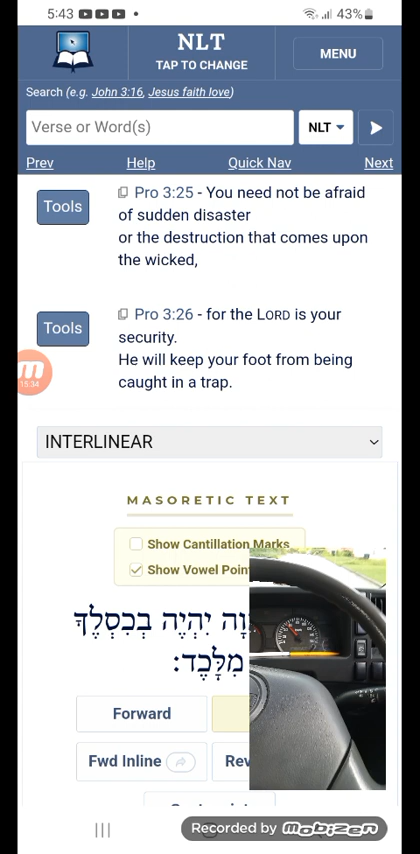 5:43
43%
NLT
TAP TO CHANGE
MENU
Search (e.g. John 3:16, Jesus faith love)
Verse or Word(s)
NLT
Prev Help Quick Nav Next
Tools
Pro 3:25 - You need not be afraid
of sudden disaster
or the destruction that comes upon
the wicked,
Tools
Pro 3:26 - for the LORD is your
security.
He will keep your foot from being
caught in a trap.
15:34
INTERLINEAR
MASORETIC TEXT
Show Cantillation Marks
Show Vowel
יִהְיֶה בְכִסְלֶךָ
מִלָּכֶד׃
Forward
Fwd Inline
Recorded by mobizen